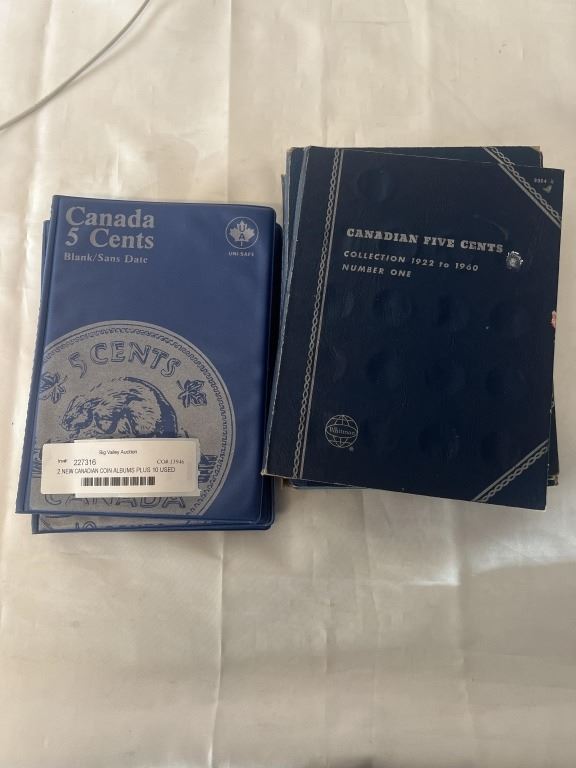 Canada
5 Cents
Blank/Sans Date
UNI-SAFE
5 CENTS
Big Valley Auction
227316
CO# 13946
2 NEW CANADIAN COIN ALBUMS PLUS 10 USED
CANADA
CANADIAN FIVE CENTS
COLLECTION 1922 to 1960
NUMBER ONE
Whitman